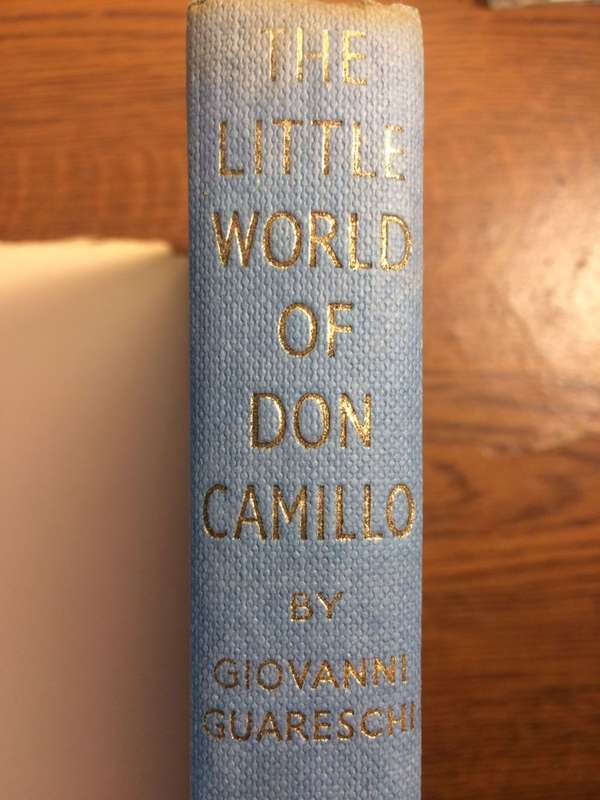 THE
LITTLE
WORLD
OF
DON
CAMILLO
BY
GIOVANNI
GUARESCHI